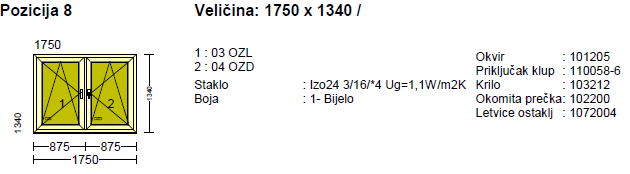 Pozicija 8
Veličina: 1750 x 1340 /
1750
1 : 03 OZL
2 : 04 OZD
Staklo : Izo24 3/16/*4 Ug=1,1W/m2K
Boja : 1- Bijelo
Okvir : 101205
Priključak klup : 110058-6
Krilo : 103212
Okomita prečka: 102200
Letvice ostaklj : 1072004
1
2
1340
1340
875
875
1750